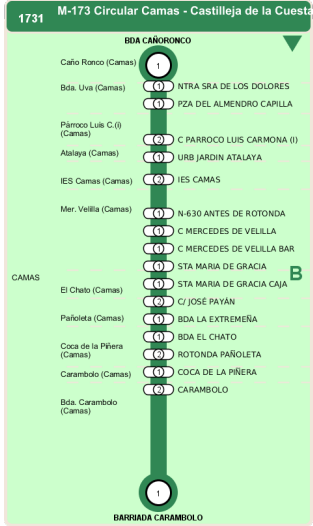 1731
M-173 Circular Camas - Castilleja de la Cuesta
BDA CAÑORONCO
Caño Ronco (Camas)
1
Bda. Uva (Camas)
1 NTRA SRA DE LOS DOLORES
1 PZA DEL ALMENDRO CAPILLA
Párroco Luis C.(i)
(Camas)
2 C PARROCO LUIS CARMONA (I)
Atalaya (Camas)
1 URB JARDIN ATALAYA
IES Camas (Camas)
2 IES CAMAS
Mer. Velilla (Camas)
1 N-630 ANTES DE ROTONDA
1 C MERCEDES DE VELILLA
1 C MERCEDES DE VELILLA BAR
1 STA MARIA DE GRACIA
CAMAS
B
1 STA MARIA DE GRACIA CAJA
El Chato (Camas)
2 C/ JOSÉ PAYÁN
Pañoleta (Camas)
1 BDA LA EXTREMEÑA
1 BDA EL CHATO
Coca de la Piñera
(Camas)
2 ROTONDA PAÑOLETA
Carambolo (Camas)
1 COCA DE LA PIÑERA
2 CARAMBOLO
Bda. Carambolo
(Camas)
1
BARRIADA CARAMBOLO